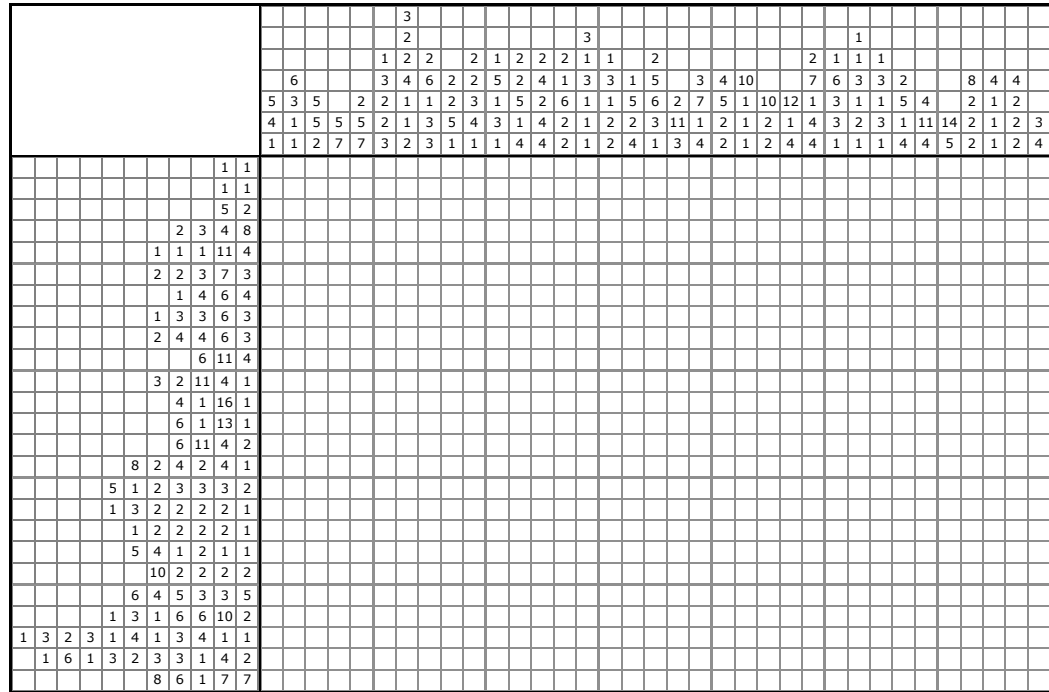 3
2 3 1
1 2 2 2 1 2 2 2 1 1 2 2 1 1 1
6 3 4 6 2 2 5 2 4 1 3 3 1 5 3 4 10 7 6 3 3 2 8 4 4
5 3 5 2 2 1 1 2 3 1 5 2 6 1 1 5 6 2 7 5 1 10 12 1 3 1 1 5 4 2 1 2
4 1 5 5 5 2 1 3 5 4 3 1 4 2 1 2 2 3 11 1 2 1 2 1 4 3 2 3 1 11 14 2 1 2 3
1 1 2 7 7 3 2 3 1 1 1 4 4 2 1 2 4 1 3 4 2 1 2 4 4 1 1 1 4 4 5 2 1 2 4
1 1
1 1
5 2
2 3 4 8
1 1 1 11 4
2 2 3 7 3
1 4 6 4
1 3 3 6 3
2 4 4 6 3
6 11 4
3 2 11 4 1
4 1 16 1
6 1 13 1
6 11 4 2
8 2 4 2 4 1
5 1 2 3 3 3 2
1 3 2 2 2 2 1
1 2 2 2 2 1
5 4 1 2 1 1
10 2 2 2 2
6 4 5 3 3 5
1 3 1 6 6 10 2
1 3 2 3 1 4 1 3 4 1 1
1 6 1 3 2 3 3 1 4 2
8 6 1 7 7